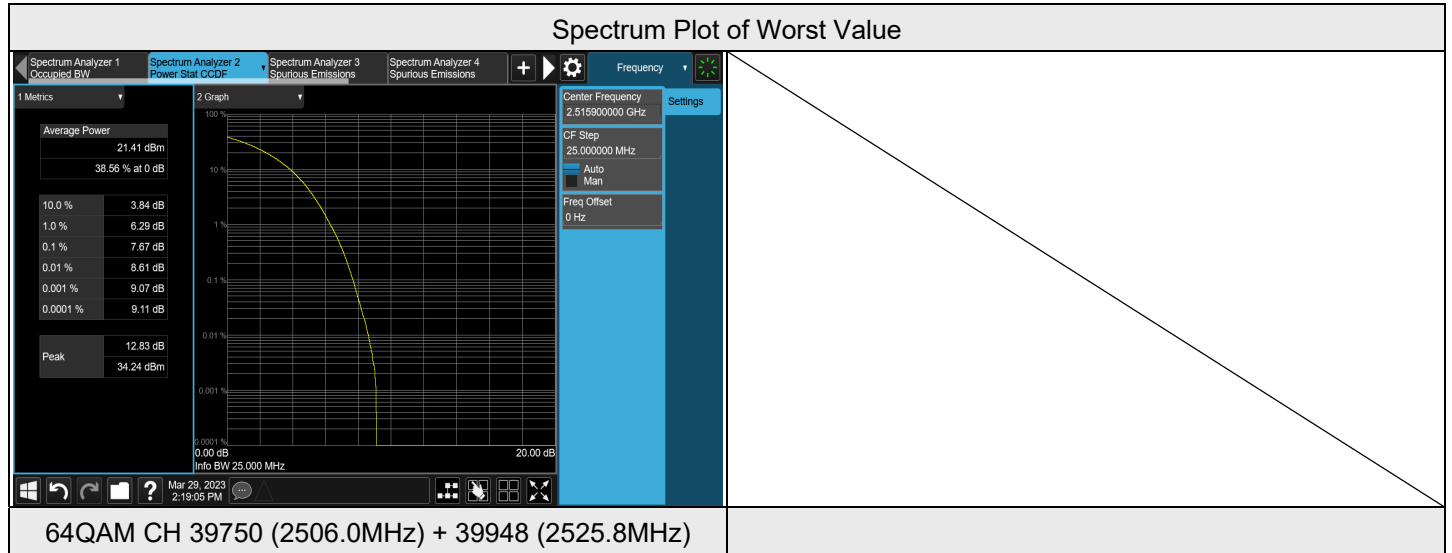 Spectrum Plot of Worst Value
Spectrum Analyzer 1
Occupied BW
Spectrum Analyzer 2
Power Stat CCDF
Spectrum Analyzer 3
Spurious Emissions
Spectrum Analyzer 4
Spurious Emissions
+
Frequency
1 Metrics
Average Power
21.41 dBm
38.56 % at 0 dB
10.0 % 3.84 dB
1.0 % 6.29 dB
0.1 % 7.67 dB
0.01 % 8.61 dB
0.001 % 9.07 dB
0.0001 % 9.11 dB
Peak
12.83 dB
34.24 dBm
2 Graph
100 %
10 %
1 %
0.1 %
0.01 %
0.001 %
0.0001 %
0.00 dB 20.00 dB
Info BW 25.000 MHz
Center Frequency
2.515900000 GHz
Settings
CF Step
25.000000 MHz
Auto
Man
Freq Offset
0 Hz
?
Mar 29, 2023
2:19:05 PM
64QAM CH 39750 (2506.0MHz) + 39948 (2525.8MHz)